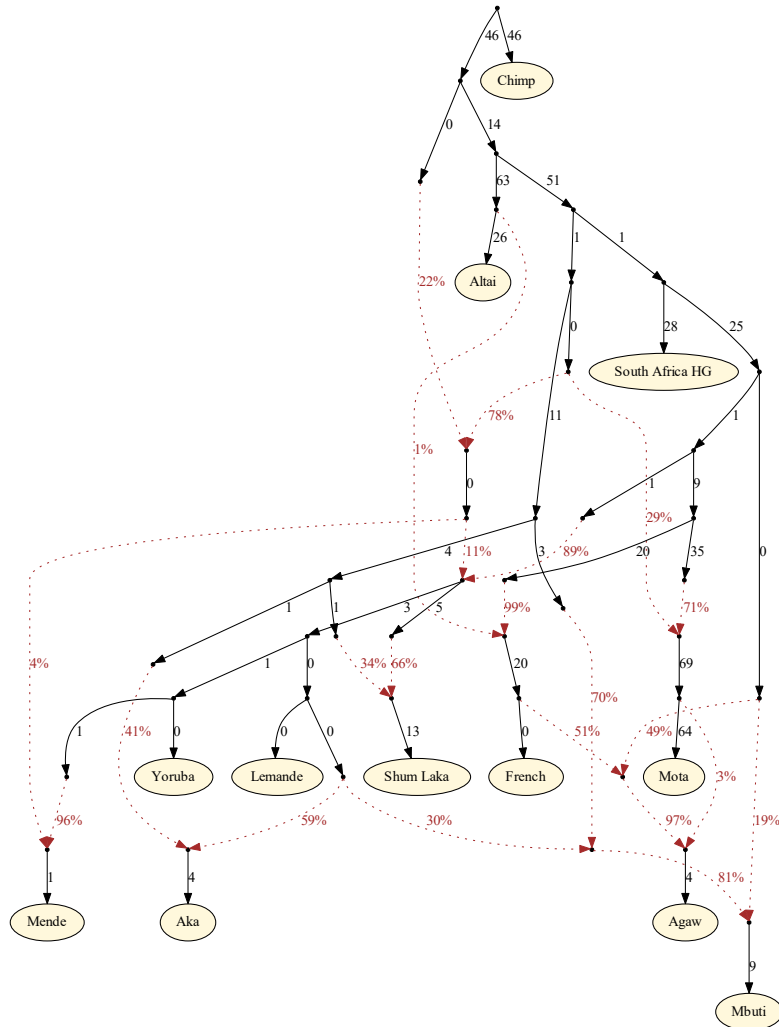 46 46
Chimp
0 14
63 51
26 1 1
Altai
22% 0 28 25
South Africa HG
78% 11 1
1%
0 1 9
29%
11% 4 3 89% 20 35
1 1 3 5 99% 71%
4% 34% 66% 69
1 0 20
70%
1 41% 0 0 0 13 51% 0 49% 64 0
Yoruba Lemande Shum Laka French Mota
3%
96% 59% 30% 97% 19%
1 4 4 81%
Mende Aka Agaw
9
Mbuti